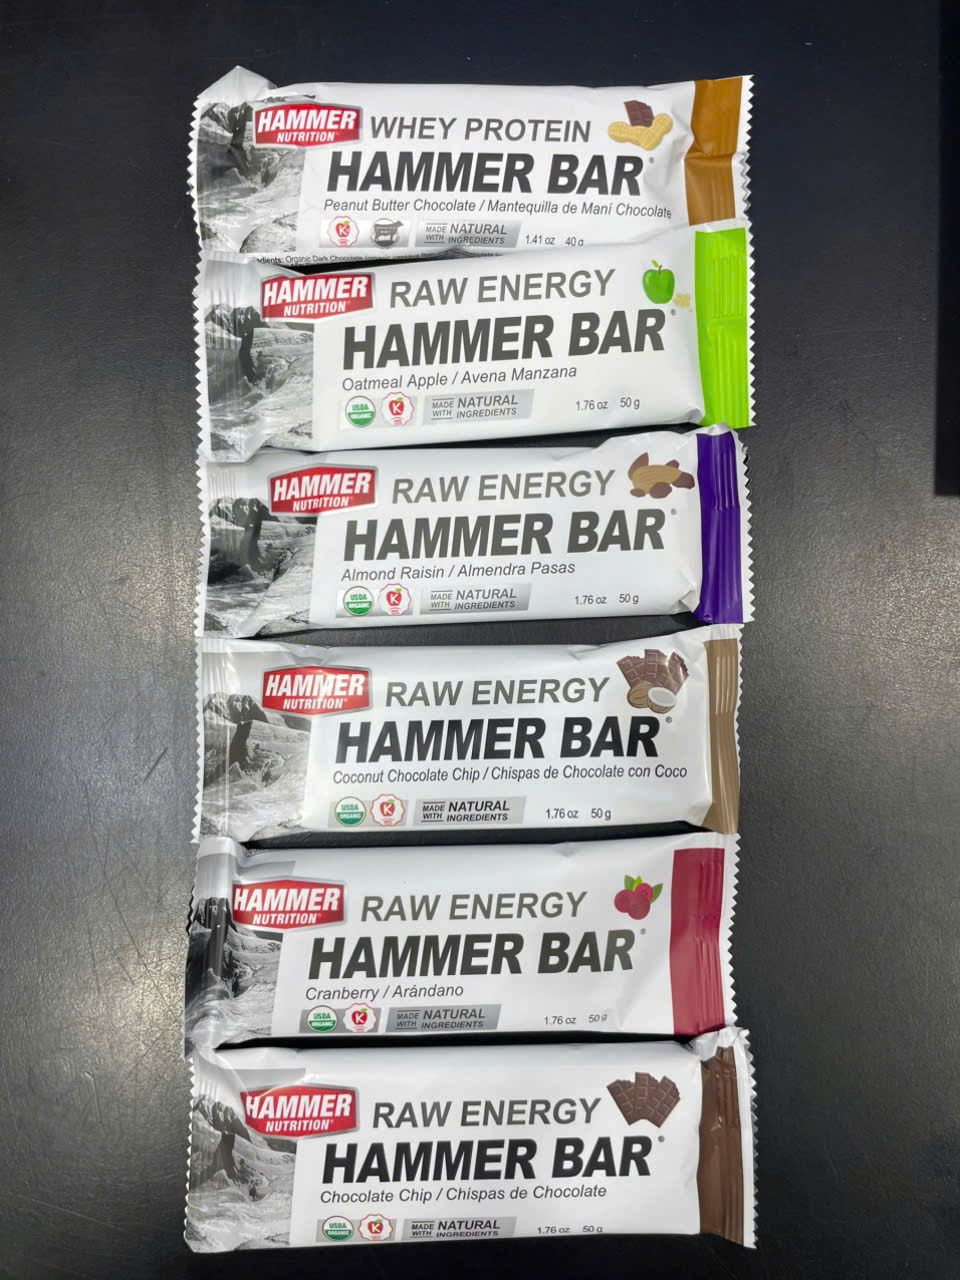 HAMMER
NUTRITION
WHEY PROTEIN
HAMMER BAR®
Peanut Butter Chocolate / Mantequilla de Maní Chocolate
K
MADE WITH NATURAL INGREDIENTS
1.41 oz 40 g
Organic Dark Chocolate
HAMMER
NUTRITION
RAW ENERGY
HAMMER BAR®
Oatmeal Apple / Avena Manzana
USDA ORGANIC
K
MADE WITH NATURAL INGREDIENTS
1.76 oz 50 g
HAMMER
NUTRITION
RAW ENERGY
HAMMER BAR®
Almond Raisin / Almendra Pasas
USDA ORGANIC
K
MADE WITH NATURAL INGREDIENTS
1.76 oz 50 g
HAMMER
NUTRITION
RAW ENERGY
HAMMER BAR®
Coconut Chocolate Chip / Chispas de Chocolate con Coco
USDA ORGANIC
K
MADE WITH NATURAL INGREDIENTS
1.76 oz 50 g
HAMMER
NUTRITION
RAW ENERGY
HAMMER BAR®
Cranberry / Arándano
USDA ORGANIC
K
MADE WITH NATURAL INGREDIENTS
1.76 oz 50 g
HAMMER
NUTRITION
RAW ENERGY
HAMMER BAR®
Chocolate Chip / Chispas de Chocolate
USDA ORGANIC
K
MADE WITH NATURAL INGREDIENTS
1.76 oz 50 g